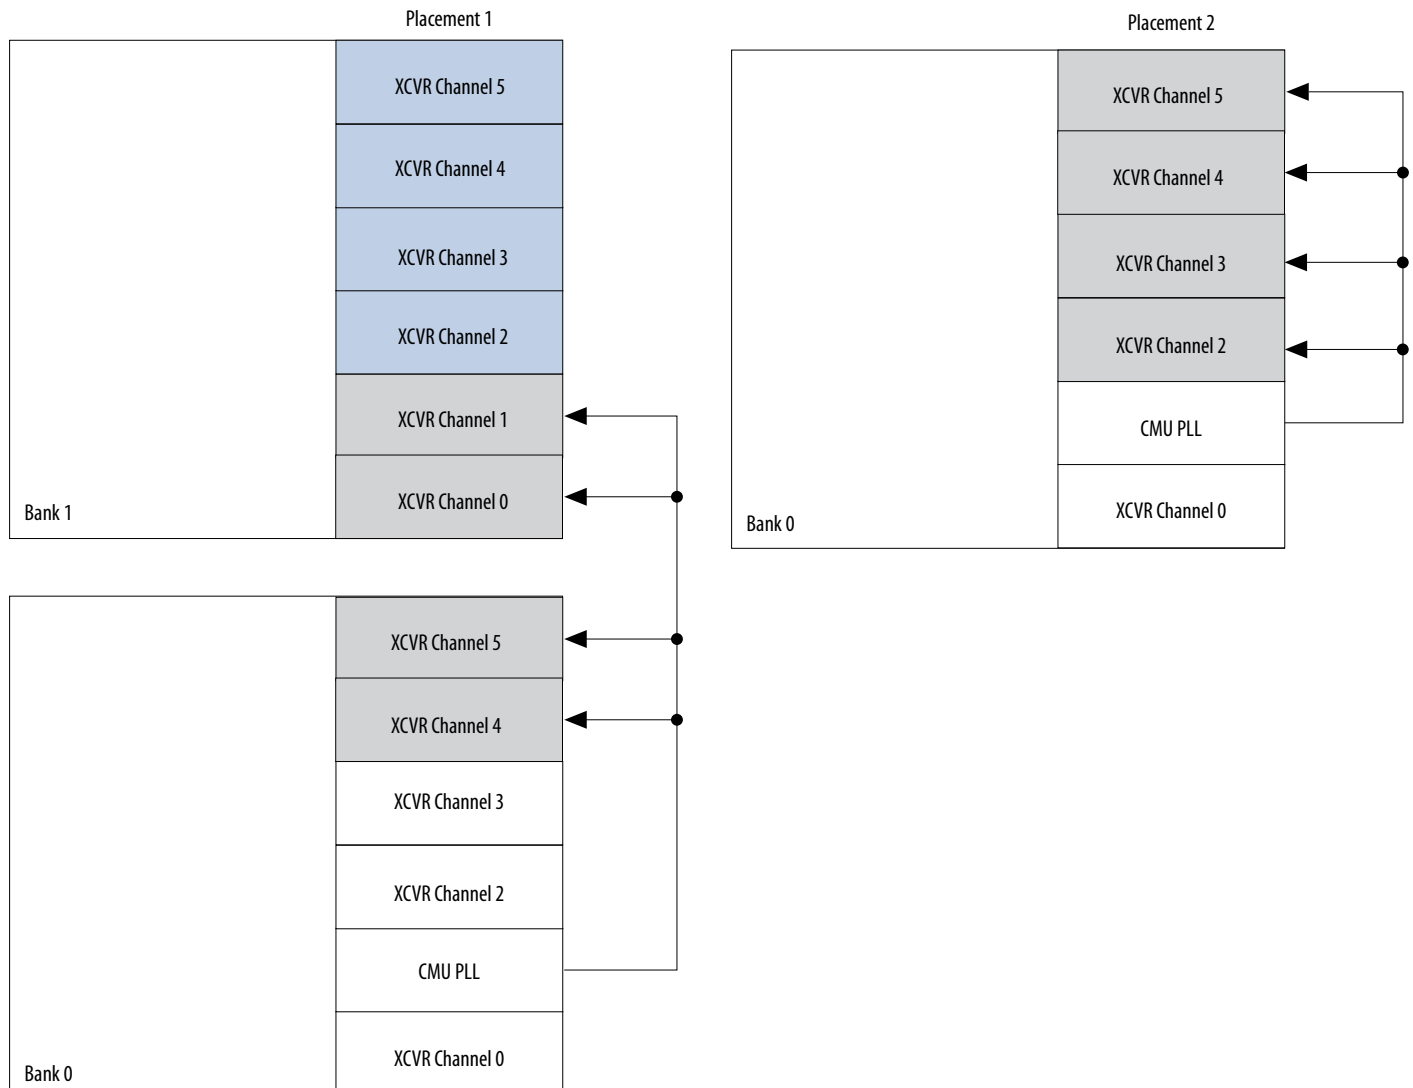 Placement 1
XCVR Channel 5
XCVR Channel 4
XCVR Channel 3
XCVR Channel 2
XCVR Channel 1
XCVR Channel 0
Bank 1
XCVR Channel 5
XCVR Channel 4
XCVR Channel 3
XCVR Channel 2
CMU PLL
XCVR Channel 0
Bank 0
Placement 2
XCVR Channel 5
XCVR Channel 4
XCVR Channel 3
XCVR Channel 2
CMU PLL
XCVR Channel 0
Bank 0